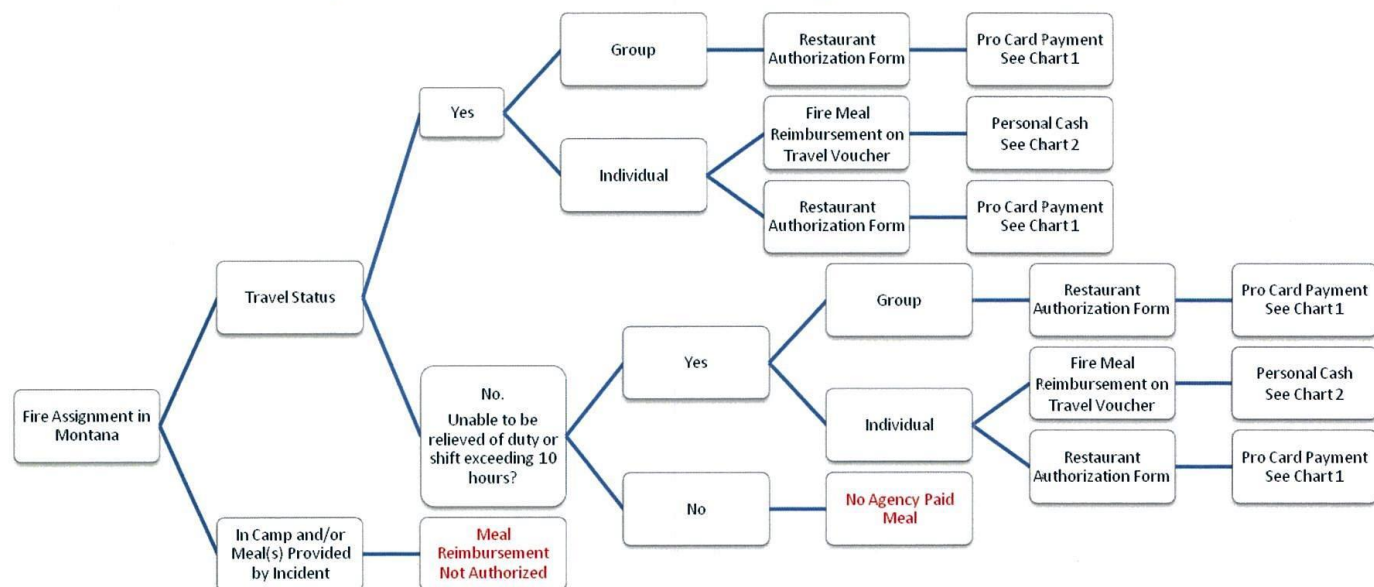 Fire Assignment in
Montana
Travel Status
Yes
Group
Restaurant
Authorization Form
Pro Card Payment
See Chart 1
Individual
Fire Meal
Reimbursement on
Travel Voucher
Personal Cash
See Chart 2
Restaurant
Authorization Form
Pro Card Payment
See Chart 1
No.
Unable to be
relieved of duty or
shift exceeding 10
hours?
Yes
Group
Restaurant
Authorization Form
Pro Card Payment
See Chart 1
Individual
Fire Meal
Reimbursement on
Travel Voucher
Personal Cash
See Chart 2
Restaurant
Authorization Form
Pro Card Payment
See Chart 1
No
No Agency Paid
Meal
In Camp and/or
Meal(s) Provided
by Incident
Meal
Reimbursement
Not Authorized